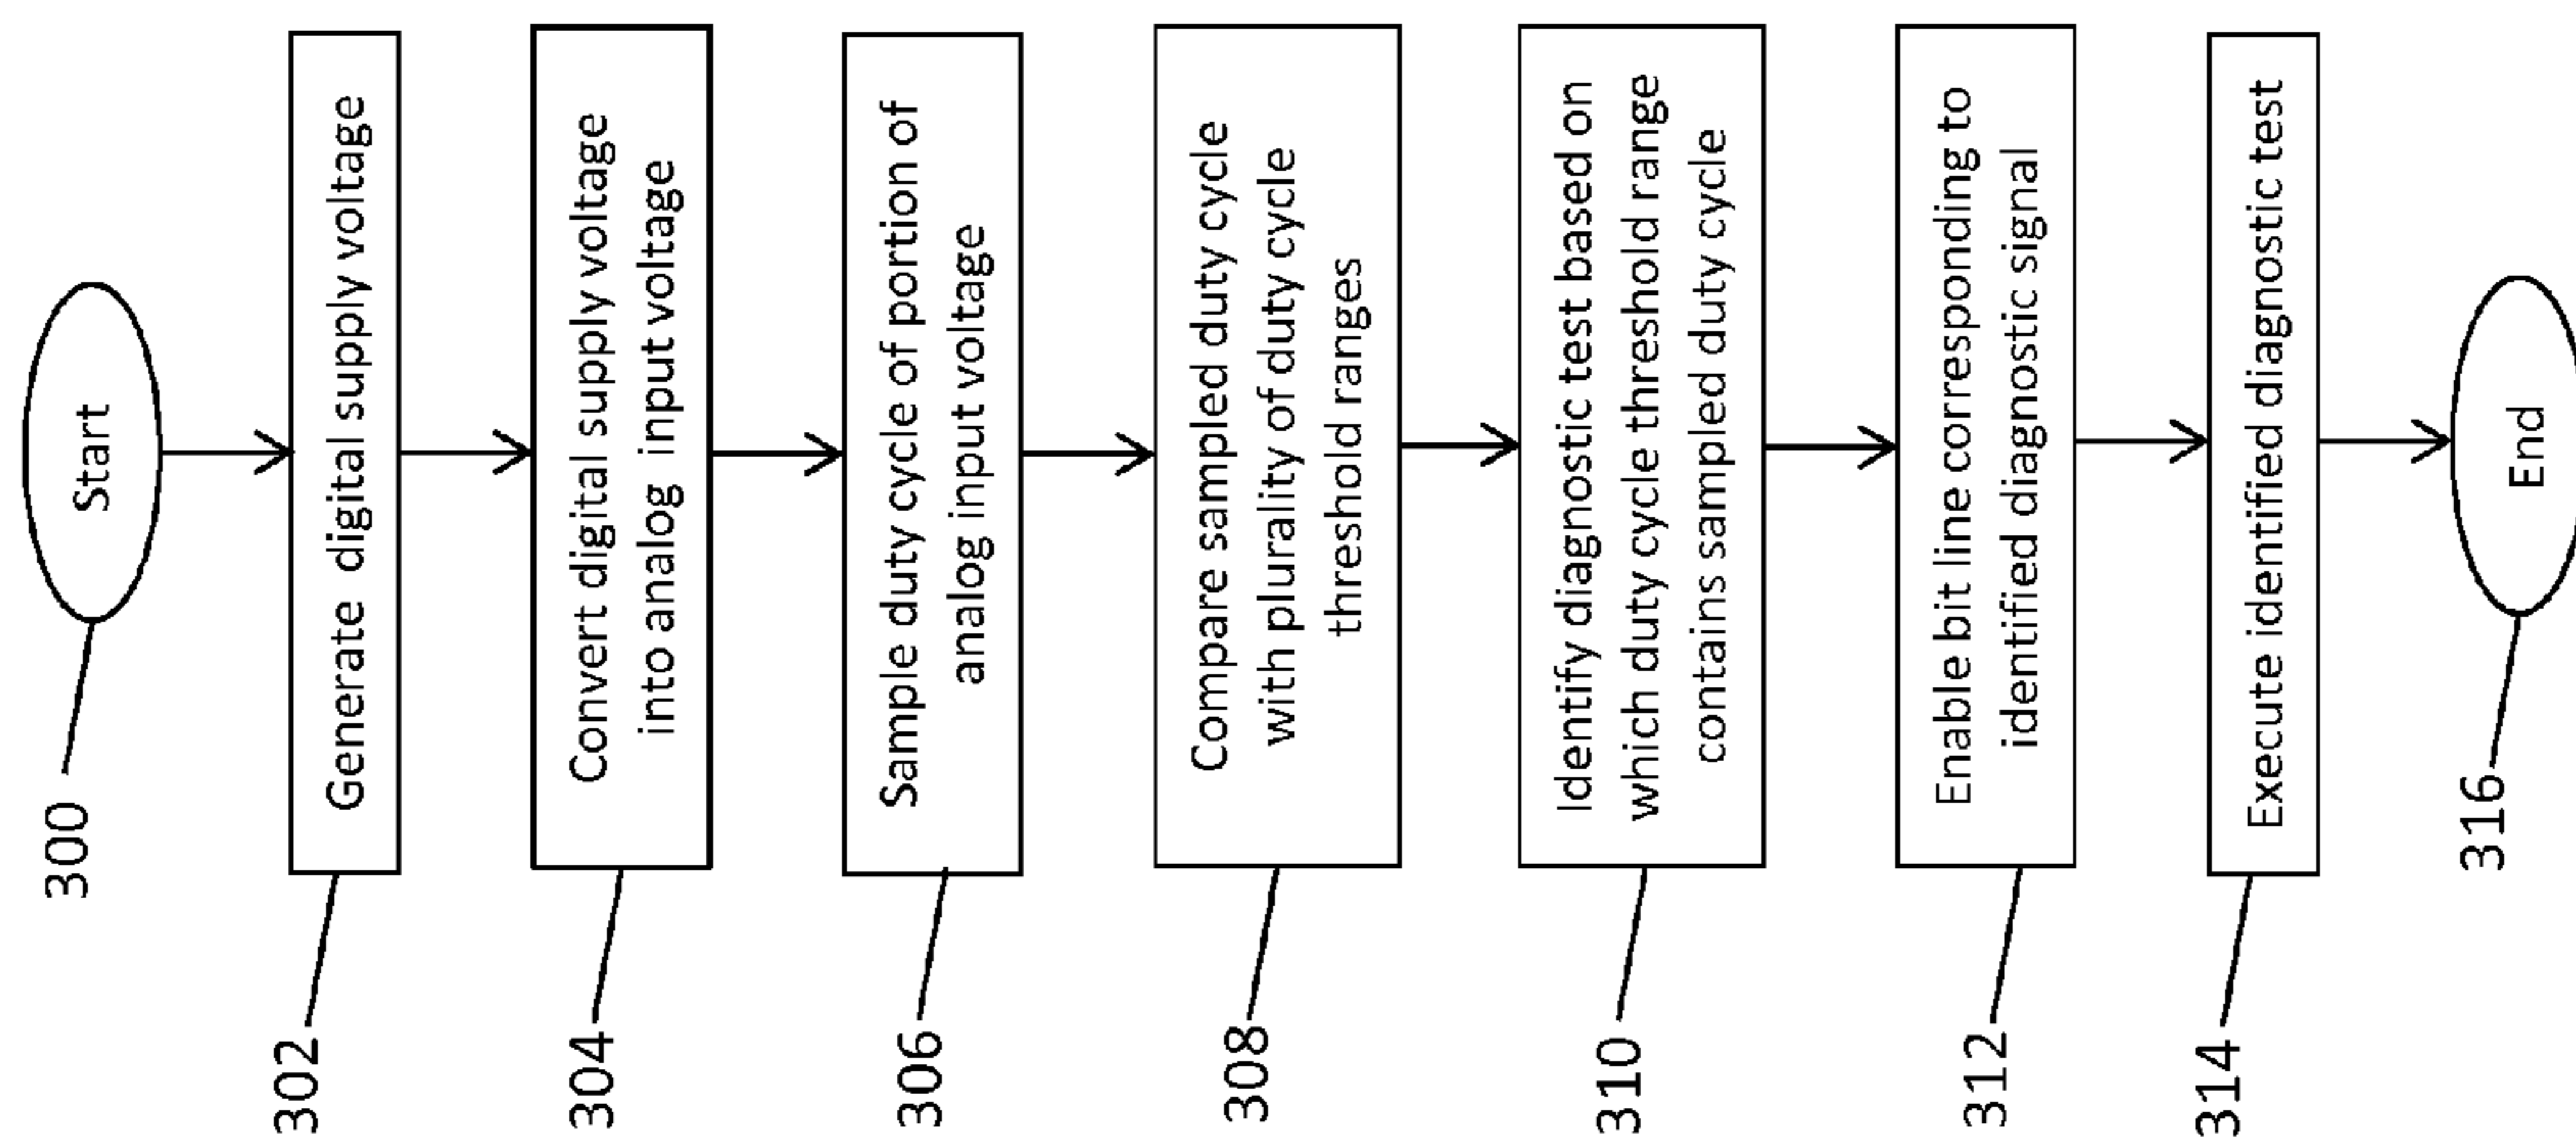 300
Start
302
Generate digital supply voltage
304
Convert digital supply voltage
into analog input voltage
306
Sample duty cycle of portion of
analog input voltage
308
Compare sampled duty cycle
with plurality of duty cycle
threshold ranges
310
Identify diagnostic test based on
which duty cycle threshold range
contains sampled duty cycle
312
Enable bit line corresponding to
identified diagnostic signal
314
Execute identified diagnostic test
316
End